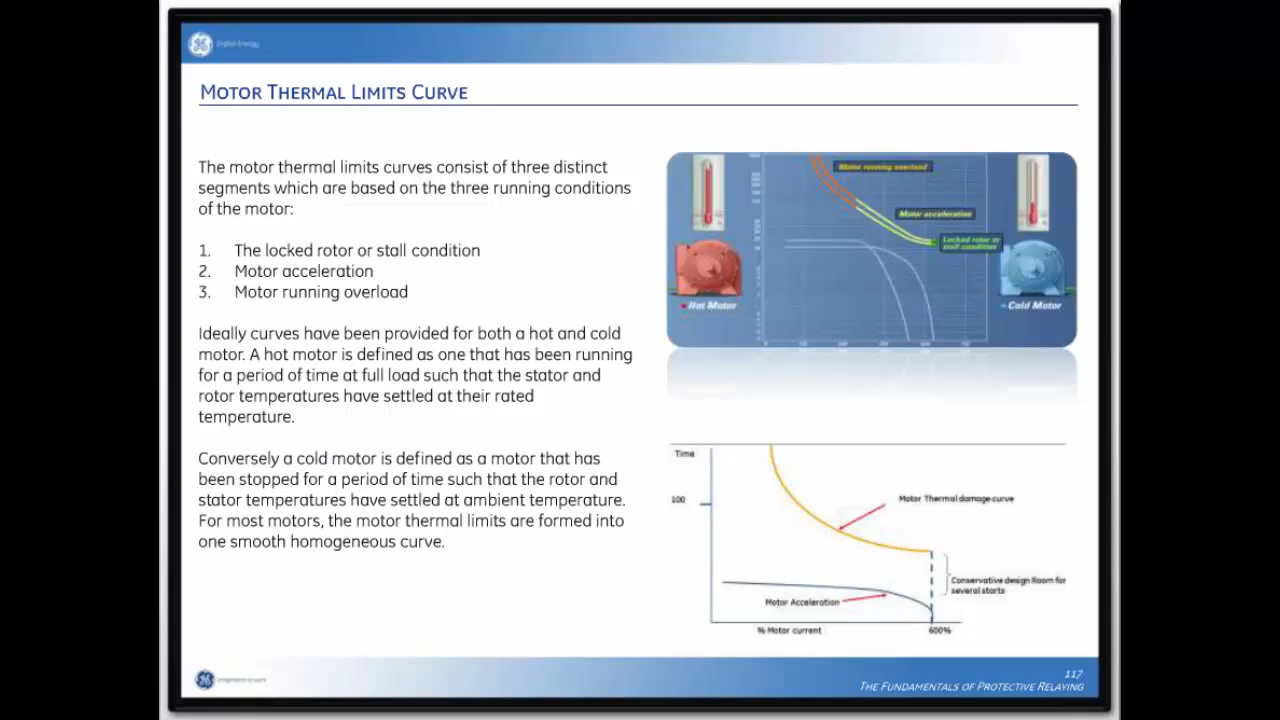 Digital Energy
MOTOR THERMAL LIMITS CURVE
The motor thermal limits curves consist of three distinct
segments which are based on the three running conditions
of the motor:
1. The locked rotor or stall condition
2. Motor acceleration
3. Motor running overload
Ideally curves have been provided for both a hot and cold
motor. A hot motor is defined as one that has been running
for a period of time at full load such that the stator and
rotor temperatures have settled at their rated
temperature.
Conversely a cold motor is defined as a motor that has
been stopped for a period of time such that the rotor and
stator temperatures have settled at ambient temperature.
For most motors, the motor thermal limits are formed into
one smooth homogeneous curve.
Motor running overload
Motor acceleration
Locked rotor or
stall condition
Hot Motor
Cold Motor
Time
100
Motor Thermal damage curve
Conservative design Room for
several starts
Motor Acceleration
% Motor current
600%
imagination at work
117
THE FUNDAMENTALS OF PROTECTIVE RELAYING